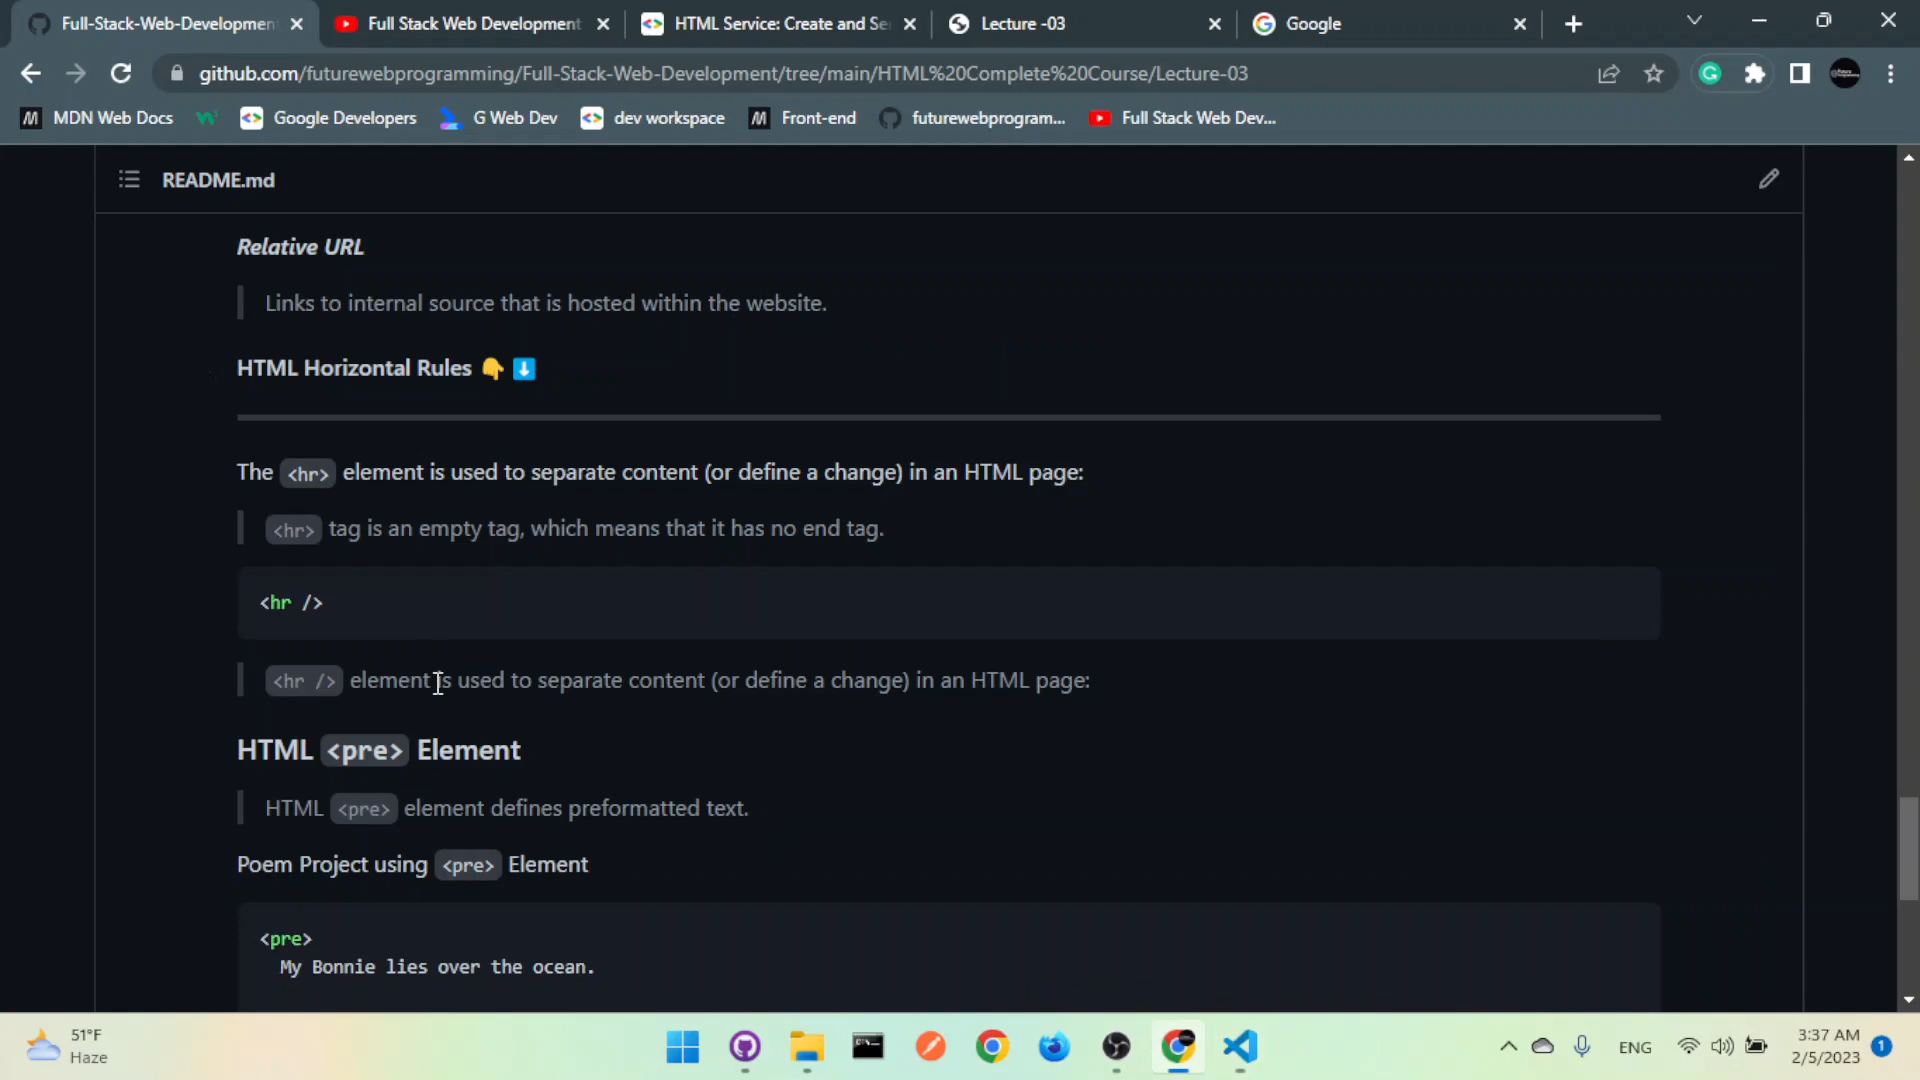 Full-Stack-Web-Developmen
Full Stack Web Development
HTML Service: Create and Se
Lecture -03
Google
github.com/futurewebprogramming/Full-Stack-Web-Development/tree/main/HTML%20Complete%20Course/Lecture-03
MDN Web Docs
Google Developers
G Web Dev
dev workspace
Front-end
futurewebprogram...
Full Stack Web Dev...
README.md
Relative URL
Links to internal source that is hosted within the website.
HTML Horizontal Rules 👇 ⬇️
The <hr> element is used to separate content (or define a change) in an HTML page:
<hr> tag is an empty tag, which means that it has no end tag.
<hr />
<hr /> element is used to separate content (or define a change) in an HTML page:
HTML <pre> Element
HTML <pre> element defines preformatted text.
Poem Project using <pre> Element
<pre>
My Bonnie lies over the ocean.
51°F
Haze
ENG
3:37 AM
2/5/2023
1